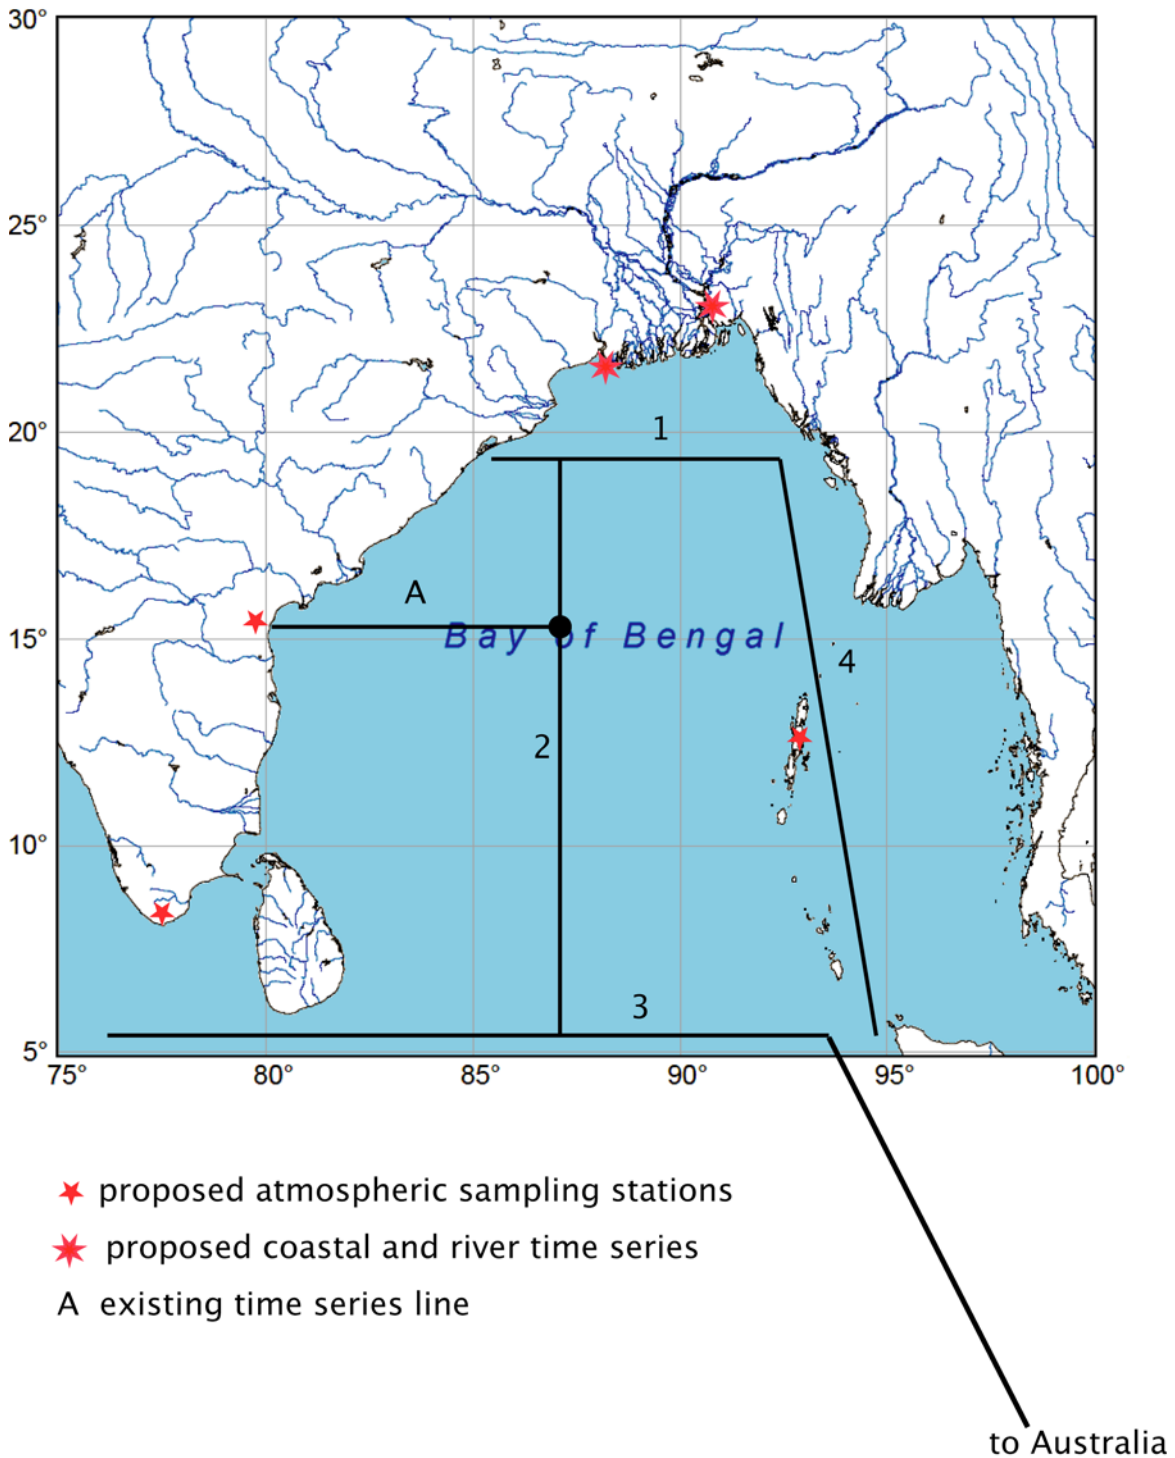 30°
25°
20°
1
A
15°
Bay of Bengal
4
2
10°
3
5°
75° 80° 85° 90° 95° 100°
proposed atmospheric sampling stations
proposed coastal and river time series
A existing time series line
to Australia